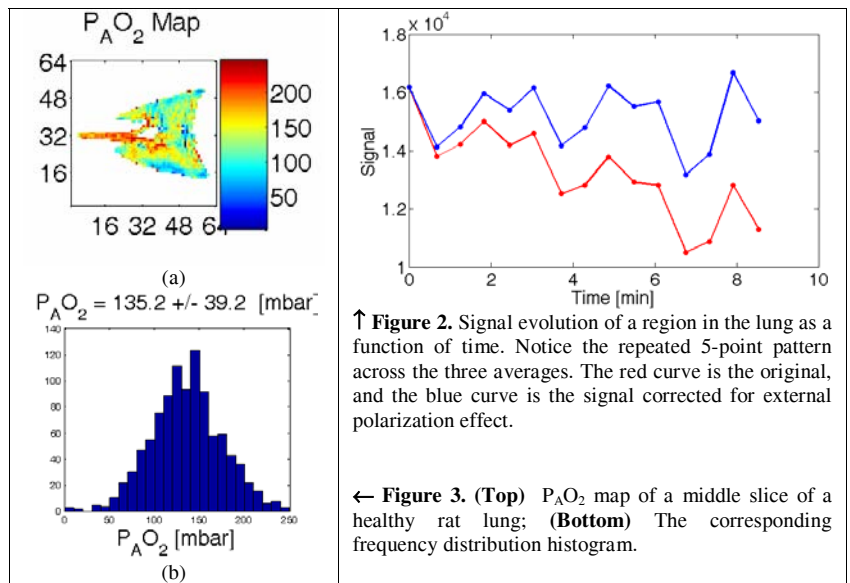 P_AO_2 Map
64
48
32
16
16 32 48 64
200
150
100
50
(a)
P_AO_2 = 135.2 +/- 39.2 [mbar]
140
120
100
80
60
40
20
0
0 50 100 150 200 250
P_AO_2 [mbar]
(b)
1.8 x 10^4
1.6
1.4
1.2
1
0 2 4 6 8 10
Signal
Time [min]
↑ Figure 2. Signal evolution of a region in the lung as a
function of time. Notice the repeated 5-point pattern
across the three averages. The red curve is the original,
and the blue curve is the signal corrected for external
polarization effect.
← Figure 3. (Top) P_AO_2 map of a middle slice of a
healthy rat lung; (Bottom) The corresponding
frequency distribution histogram.